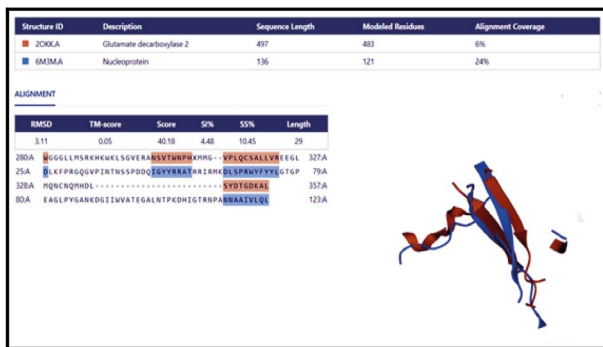 Structure ID Description Sequence Length Modeled Residues Alignment Coverage
2OKK.A Glutamate decarboxylase 2 497 483 6%
6M3M.A Nucleoprotein 136 121 24%
ALIGNMENT
RMSD TM-score Score SI% SS% Length
3.11 0.05 40.18 4.48 10.45 29
280:A WGGGLLMSRKHKWKLSGVERANSVTWNPHKMMG--VPLQCSALLVREEGL 327:A
25:A DLKFPRGQGVPINTNSSPDDQIGYYRRATRRIRMKDLSPRWYFYYLGTGP 79:A
328:A MQNCNQMHDL----------------------SYDTGDKAL 357:A
80:A EAGLPYGANKDGIIWVATEGALNTPKDHIGTRNPANNAAIVLQL 123:A